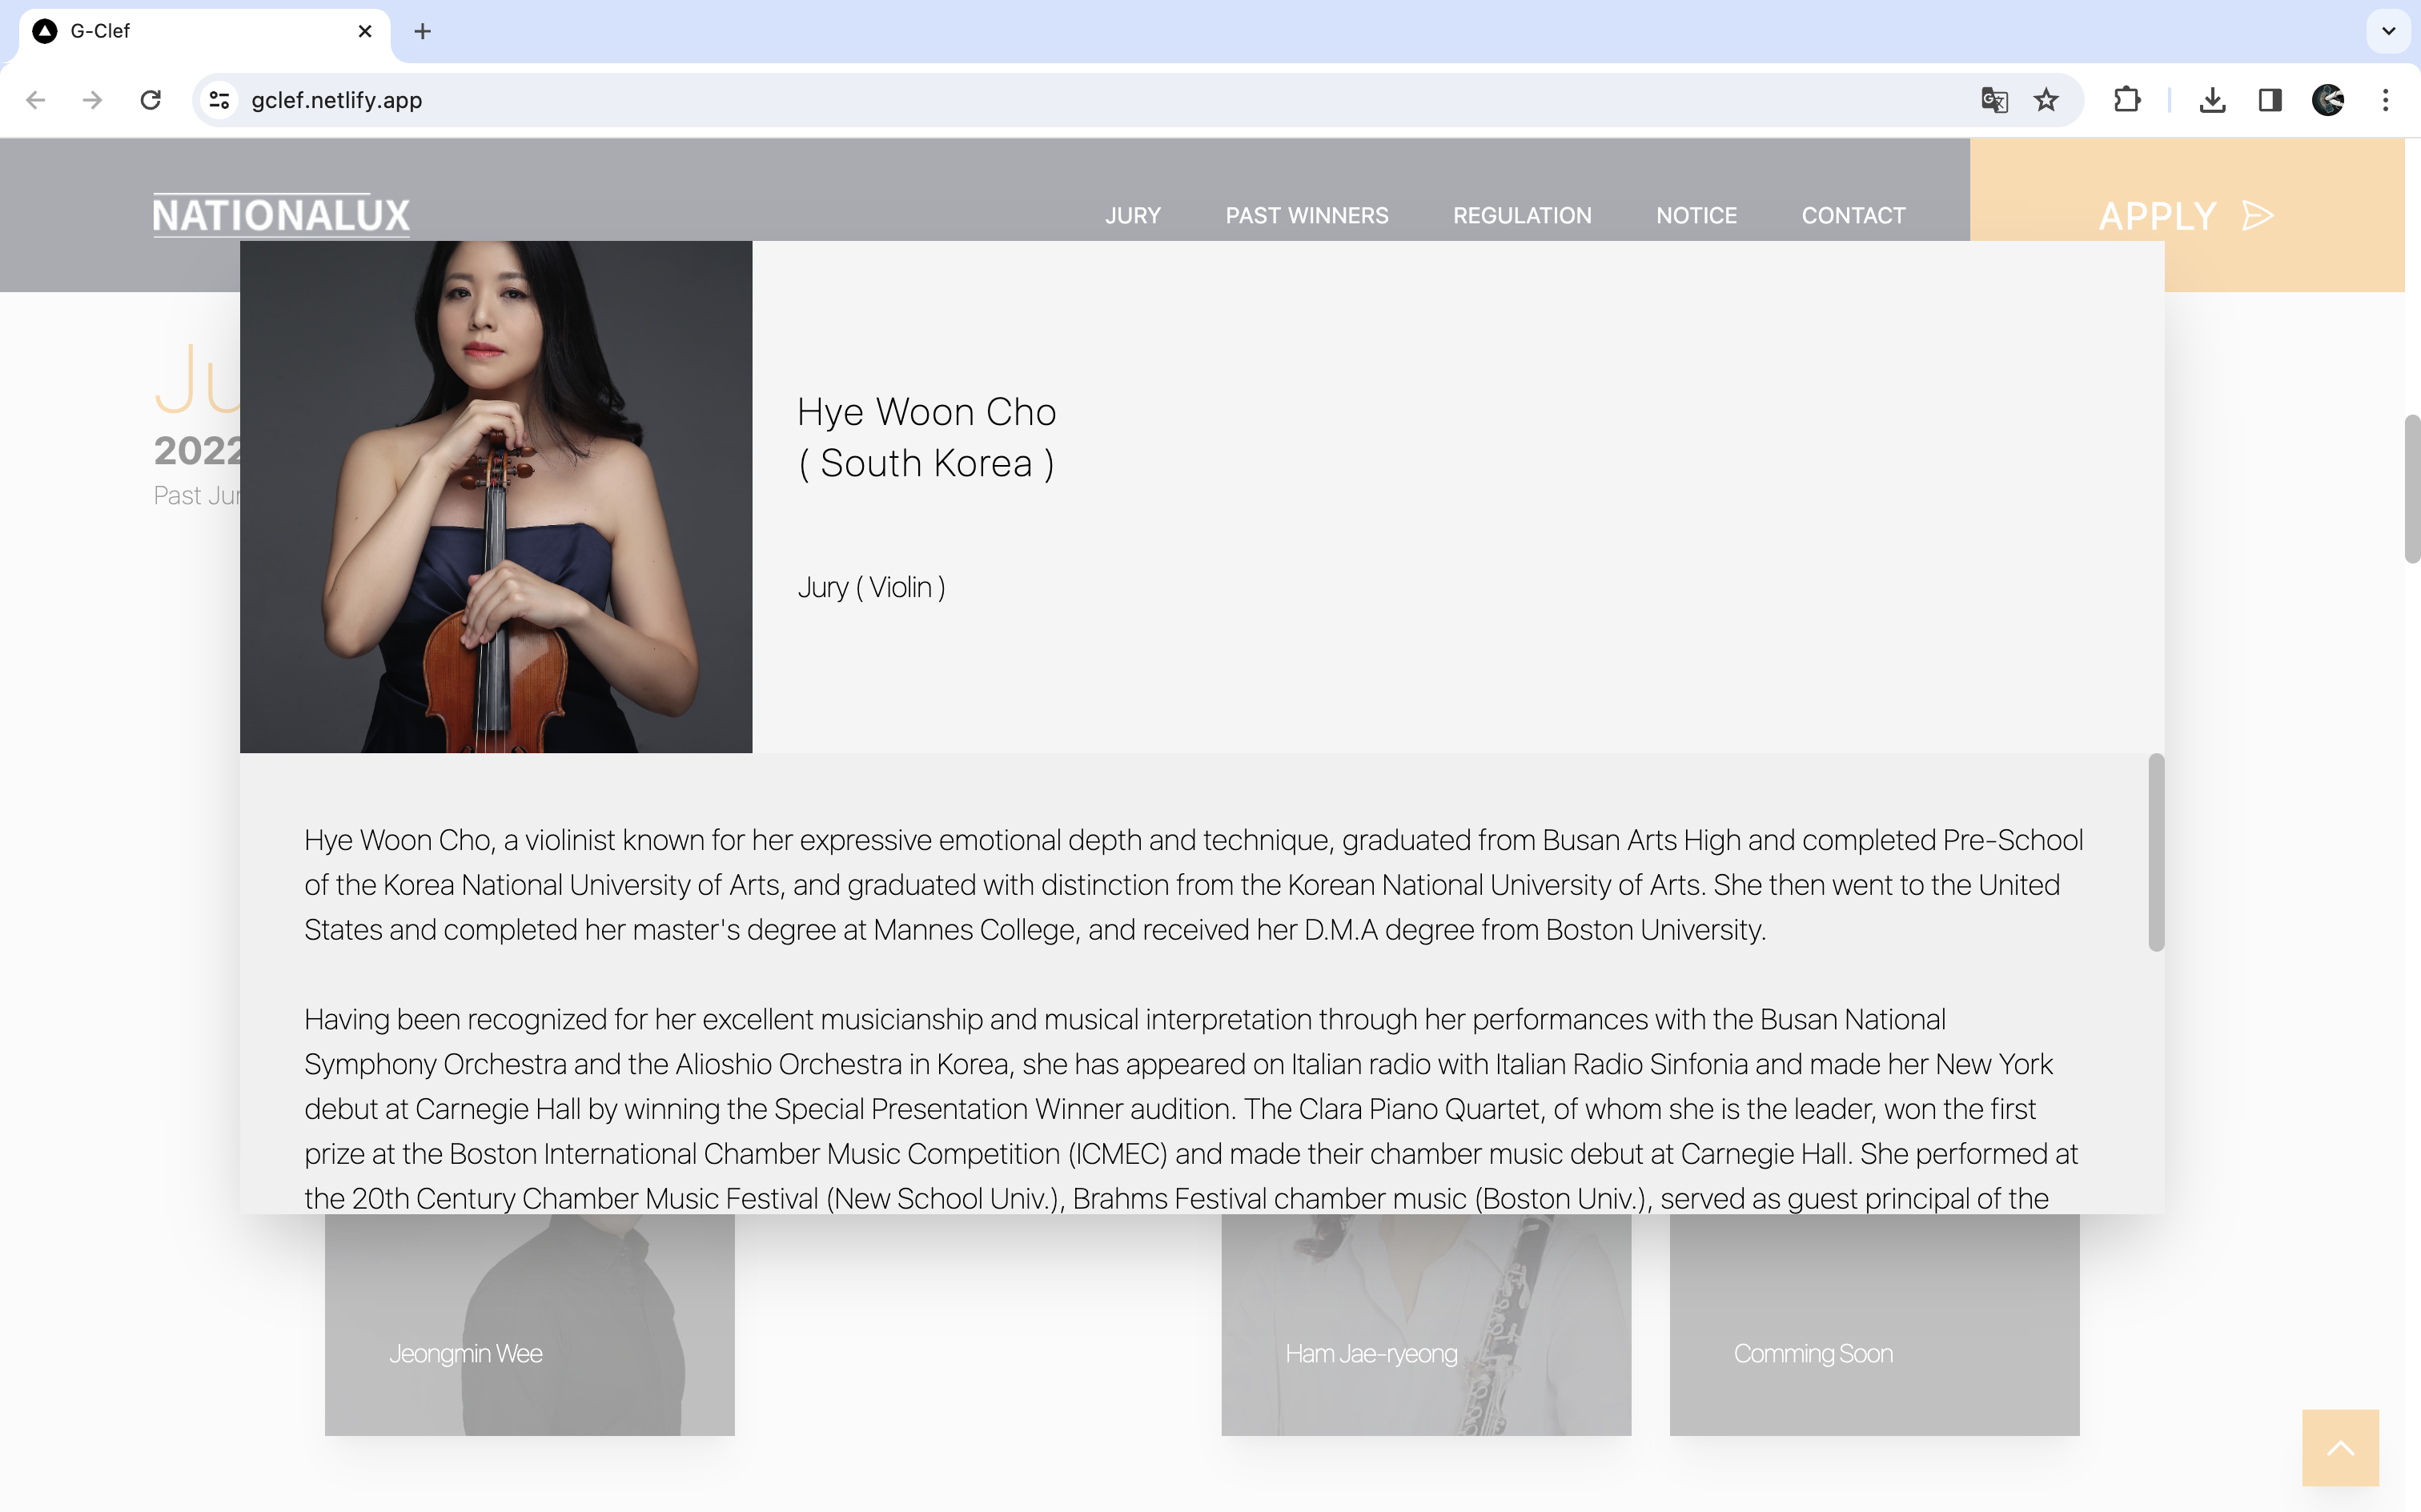 G-Clef
gclef.netlify.app
NATIONALUX
JURY
PAST WINNERS
REGULATION
NOTICE
CONTACT
APPLY
2022
Hye Woon Cho
( South Korea )
Jury ( Violin )
Hye Woon Cho, a violinist known for her expressive emotional depth and technique, graduated from Busan Arts High and completed Pre-School
of the Korea National University of Arts, and graduated with distinction from the Korean National University of Arts. She then went to the United
States and completed her master's degree at Mannes College, and received her D.M.A degree from Boston University.
Having been recognized for her excellent musicianship and musical interpretation through her performances with the Busan National
Symphony Orchestra and the Alioshio Orchestra in Korea, she has appeared on Italian radio with Italian Radio Sinfonia and made her New York
debut at Carnegie Hall by winning the Special Presentation Winner audition. The Clara Piano Quartet, of whom she is the leader, won the first
prize at the Boston International Chamber Music Competition (ICMEC) and made their chamber music debut at Carnegie Hall. She performed at
the 20th Century Chamber Music Festival (New School Univ.), Brahms Festival chamber music (Boston Univ.), served as guest principal of the
Jeongmin Wee
Ham Jae-ryeong
Comming Soon